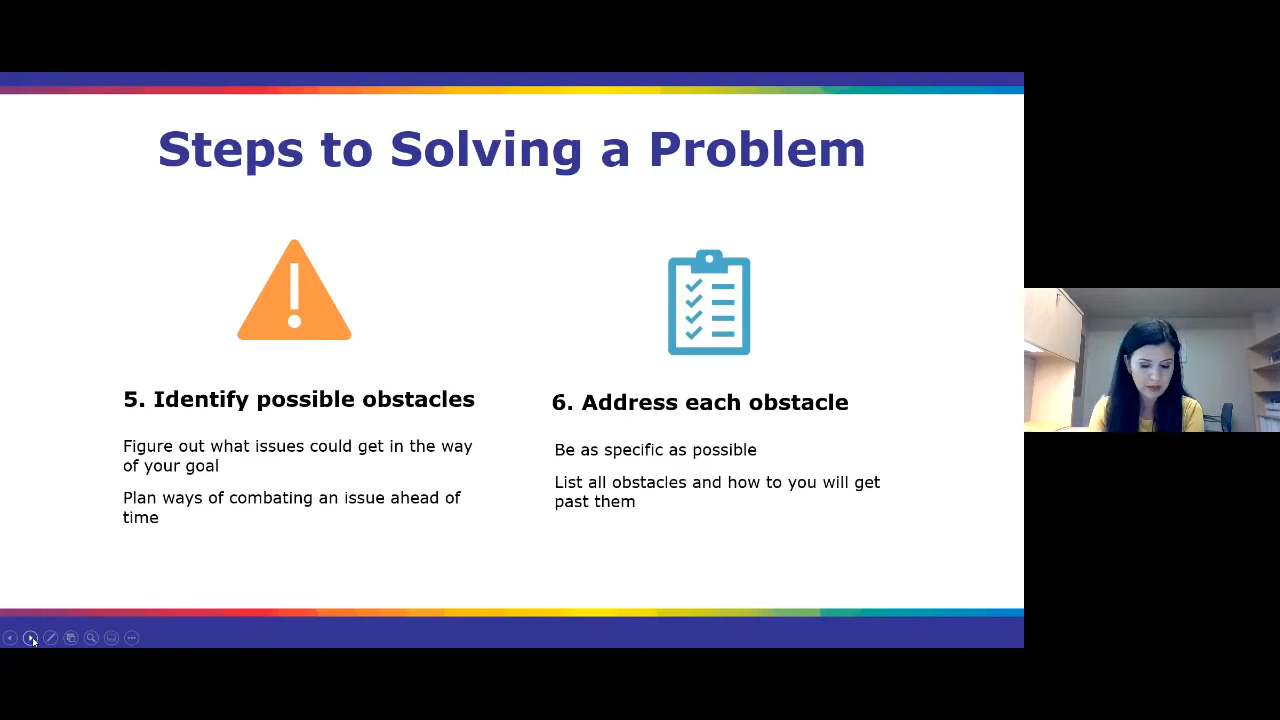 Steps to Solving a Problem
5. Identify possible obstacles
Figure out what issues could get in the way
of your goal
Plan ways of combating an issue ahead of
time
6. Address each obstacle
Be as specific as possible
List all obstacles and how to you will get
past them